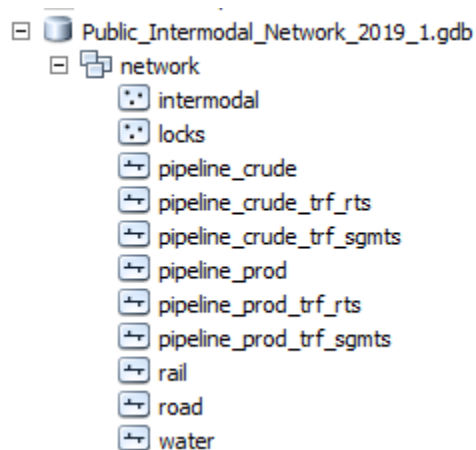 Public_Intermodal_Network_2019_1.gdb
network
intermodal
locks
pipeline_crude
pipeline_crude_trf_rts
pipeline_crude_trf_sgmts
pipeline_prod
pipeline_prod_trf_rts
pipeline_prod_trf_sgmts
rail
road
water